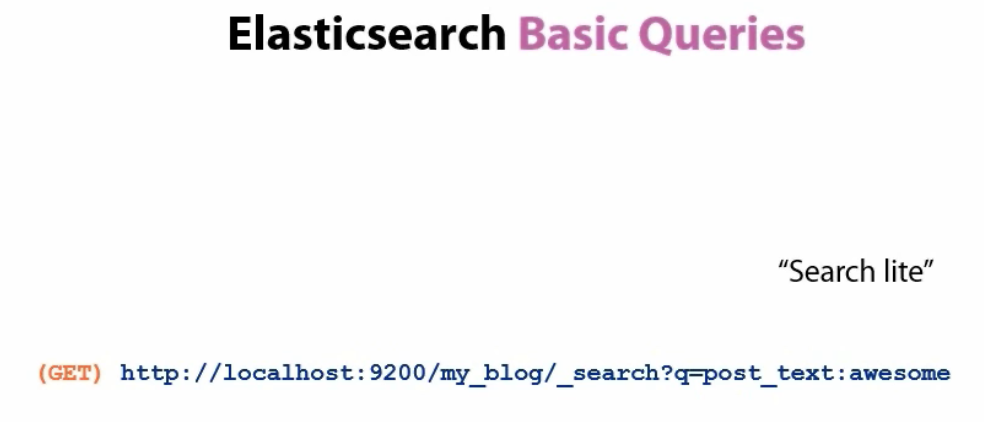 Elasticsearch Basic Queries
“Search lite”
(GET) http://localhost:9200/my_blog/_search?q=post_text:awesome